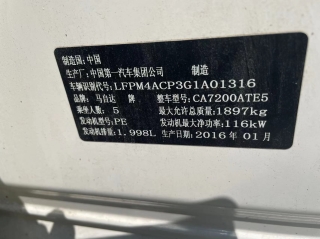 制造国:中国
生产厂:中国第一汽车集团公司 制造
车辆识别代号:LFPM4ACP3G1A01316
品牌:马自达 牌 整车型号:CA7200ATE5
乘坐人数:5 最大允许总质量:1897kg
发动机型号:PE 发动机最大净功率:116kW
发动机排量:1.998L 生产日期2016年01月